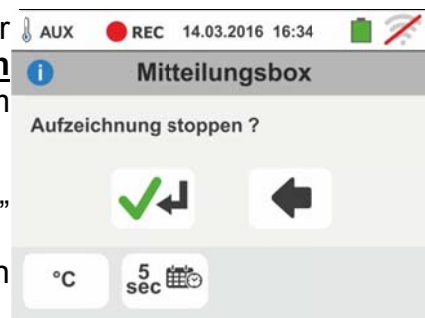 r AUX REC 14.03.2016 16:34
n Mitteilungsbox
n
Aufzeichnung stoppen ?
”
n °C 5 sec